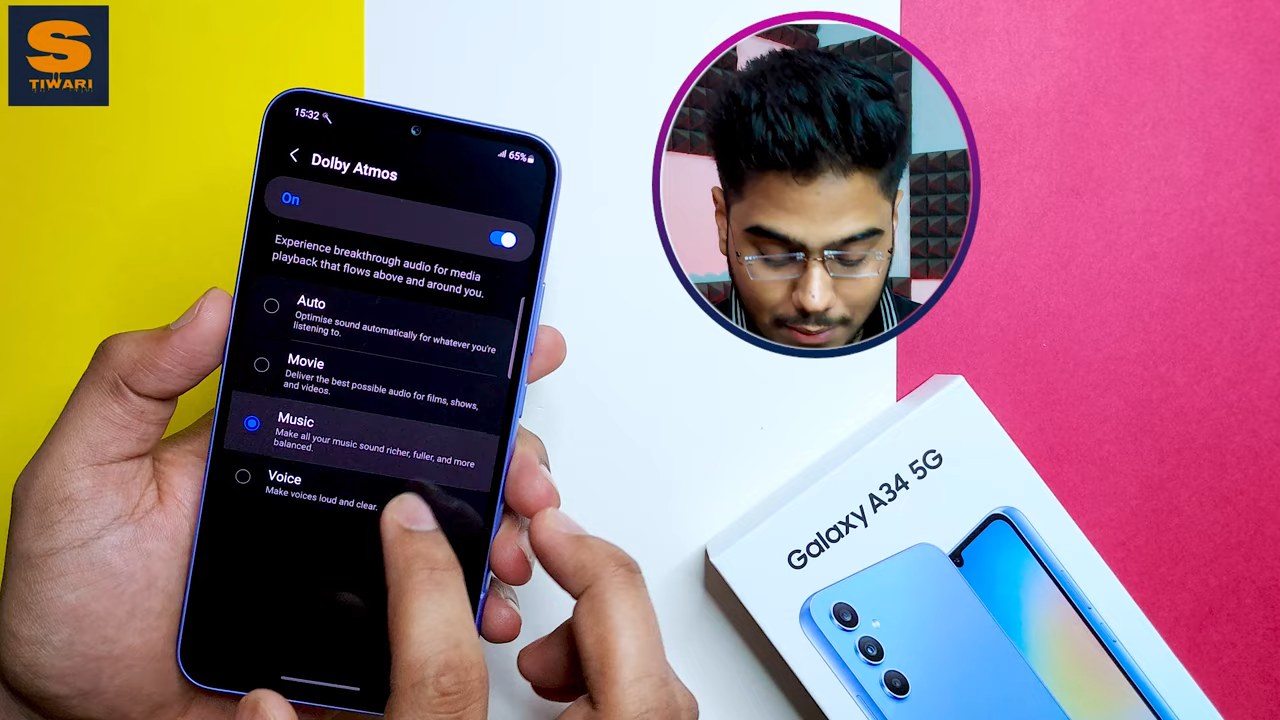 S
TIWARI
15:32
65%
Dolby Atmos
On
Experience breakthrough audio for media
playback that flows above and around you.
Auto
Optimise sound automatically for whatever you're
listening to.
Movie
Deliver the best possible audio for films, shows,
and videos.
Music
Make all your music sound richer, fuller, and more
balanced.
Voice
Make voices loud and clear.
Galaxy A34 5G